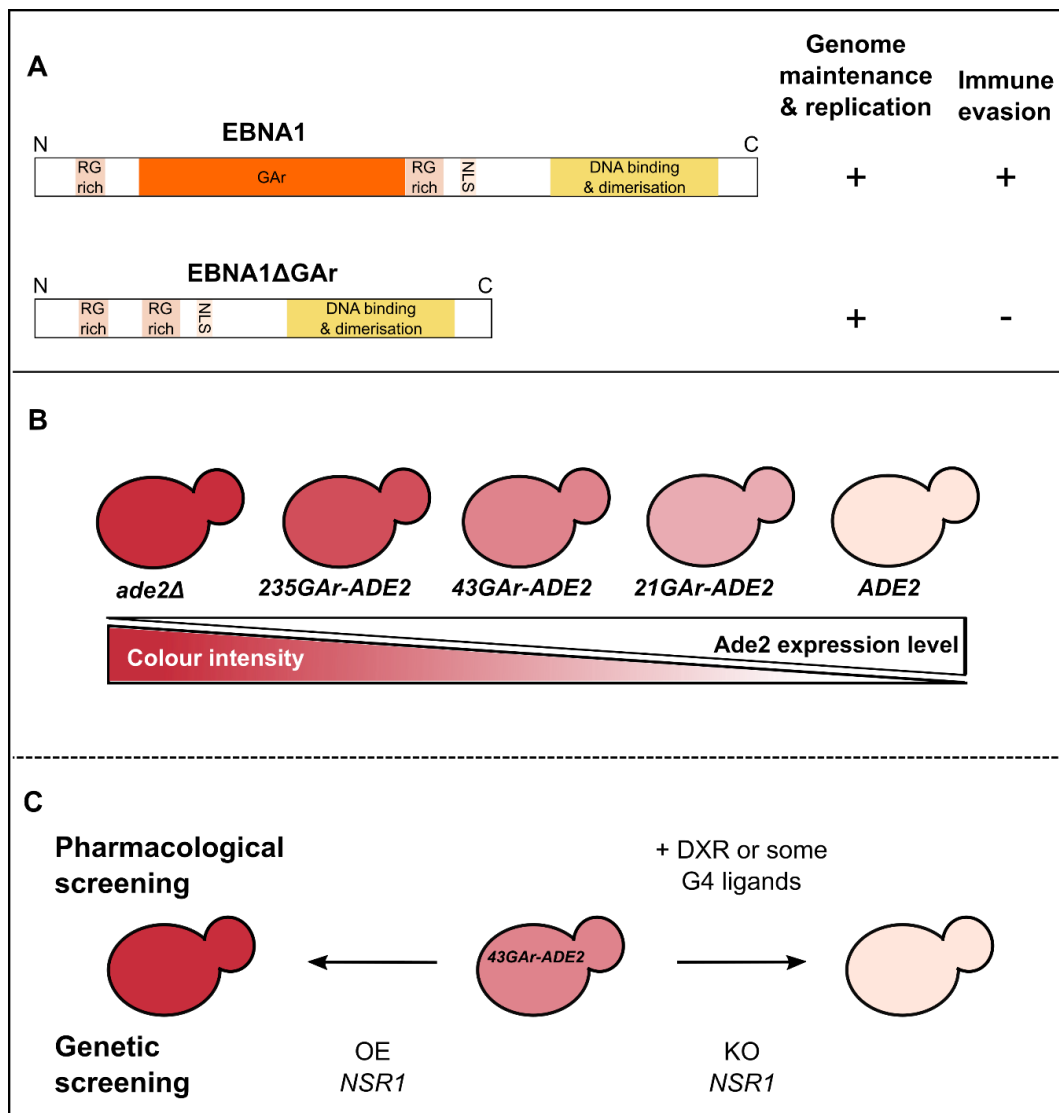 A
Genome
maintenance
& replication
Immune
evasion
EBNA1
N
C
RG
rich
GAr
RG
rich
NLS
DNA binding
& dimerisation
+
+
EBNA1ΔGAr
N
C
RG
rich
RG
rich
NLS
DNA binding
& dimerisation
+
-
B
ade2Δ
235GAr-ADE2
43GAr-ADE2
21GAr-ADE2
ADE2
Colour intensity
Ade2 expression level
C
Pharmacological
screening
+ DXR or some
G4 ligands
43GAr-ADE2
Genetic
screening
OE
NSR1
KO
NSR1